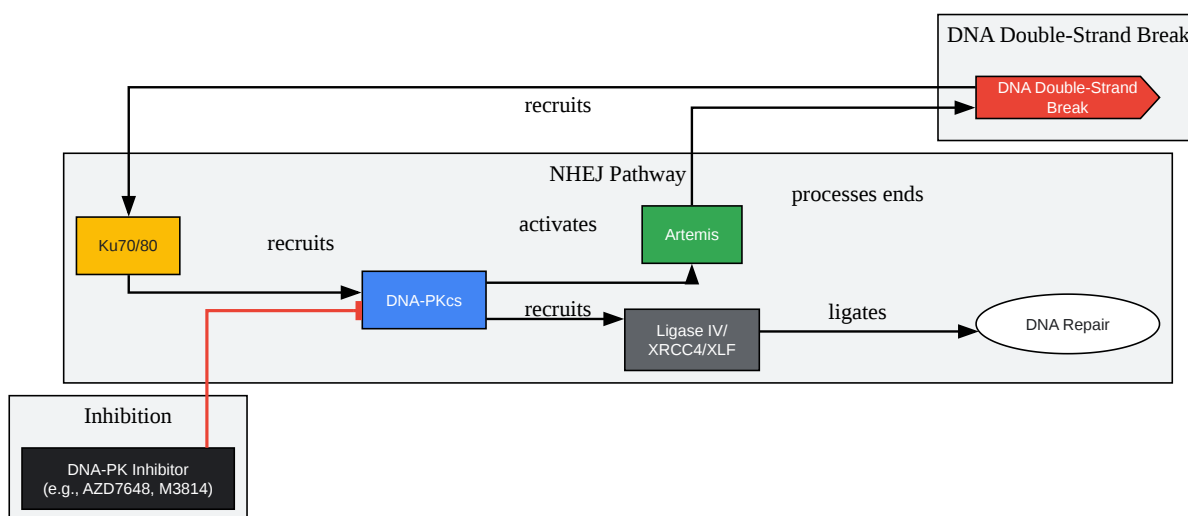 DNA Double-Strand Break
DNA Double-Strand
Break
recruits
NHEJ Pathway
processes ends
activates
Artemis
Ku70/80
recruits
DNA-PKcs
recruits
Ligase IV/
XRCC4/XLF
ligates
DNA Repair
Inhibition
DNA-PK Inhibitor
(e.g., AZD7648, M3814)